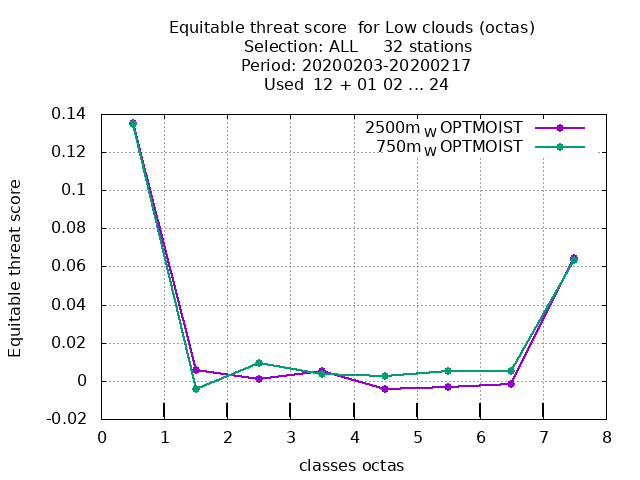 Equitable threat score  for Low clouds (octas)
Selection: ALL     32 stations
Period: 20200203-20200217
Used  12 + 01 02 ... 24
2500m W OPTMOIST
750m W OPTMOIST
0.14
0.12
0.1
0.08
0.06
0.04
0.02
0
-0.02
Equitable threat score
0 1 2 3 4 5 6 7 8
classes octas